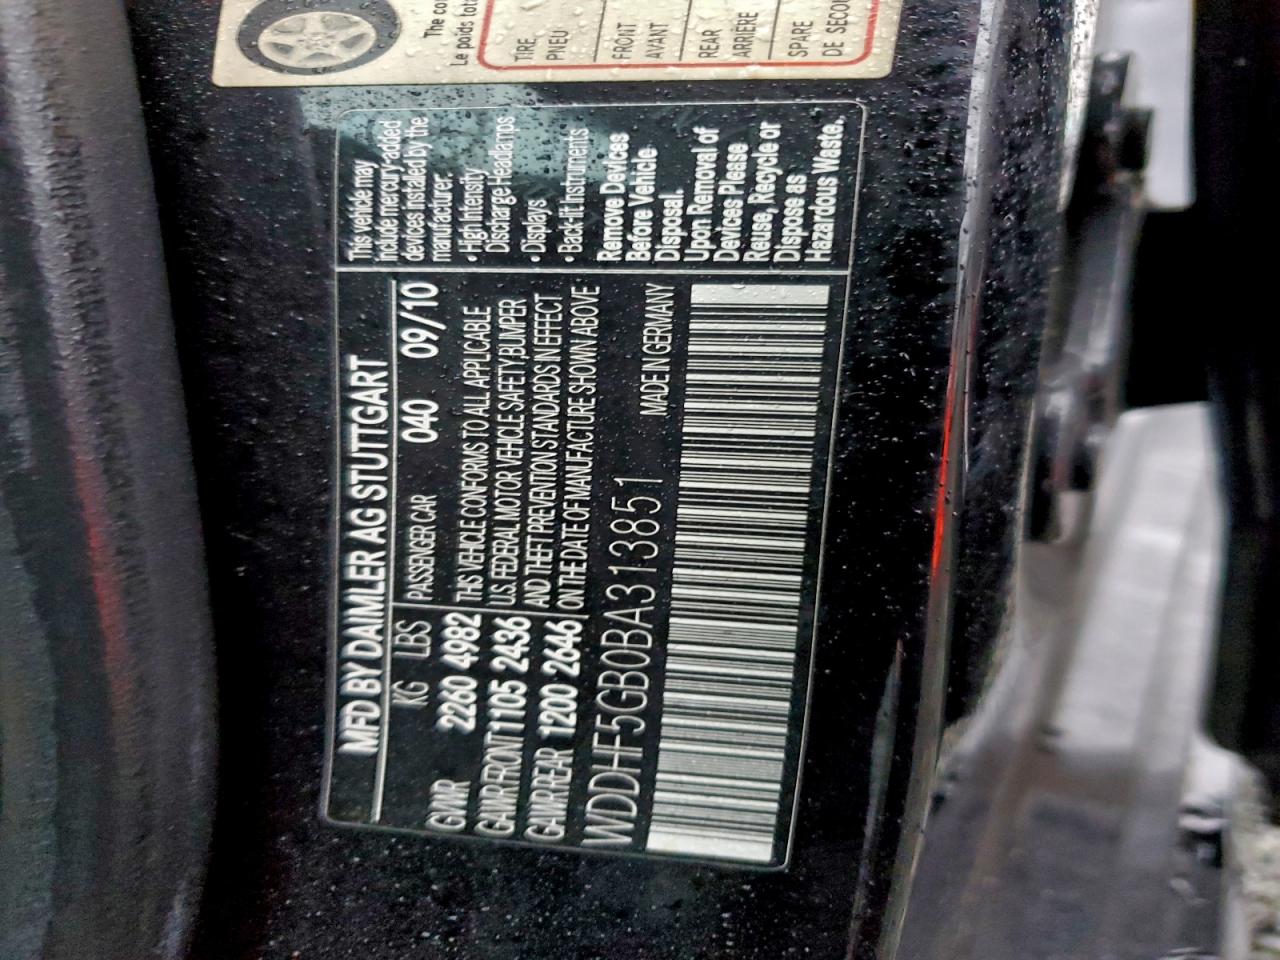 MFD BY DAIMLER AG STUTTGART
KG LBS PASSENGER CAR 040 09/10
GVWR 2260 4982
GAWR FRONT 1105 2436
GAWR REAR 1200 2646
THIS VEHICLE CONFORMS TO ALL APPLICABLE
U.S FEDERAL MOTOR VEHICLE SAFETY,BUMPER
AND THEFT PREVENTION STANDARDS IN EFFECT
ON THE DATE OF MANUFACTURE SHOWN ABOVE
WDDHF5GB0BA313851 MADE IN GERMANY
This vehicle may
include mercury-added
devices installed by the
manufacturer:
• High Intensity
Discharge Headlamps
• Displays
• Back-lit Instruments
Remove Devices
Before Vehicle
Disposal.
Upon Removal of
Devices Please
Reuse, Recycle or
Dispose as
Hazardous Waste.
The
Le poids
TIRE
PNEU
FRONT
AVANT
REAR
ARRIÈRE
SPARE
DE